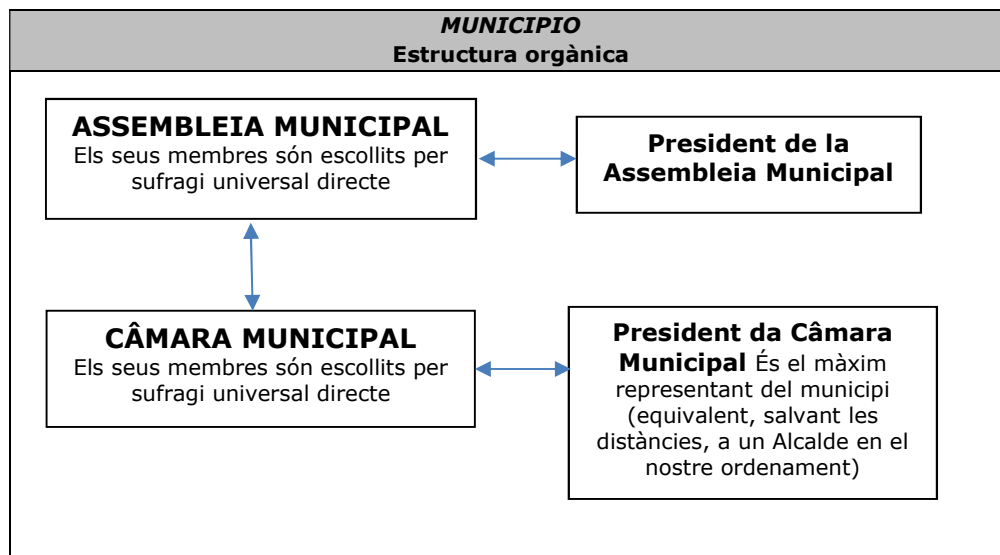 MUNICIPIO
Estructura orgànica
ASSEMBLEIA MUNICIPAL
Els seus membres són escollits per
sufragi universal directe
President de la
Assembleia Municipal
CÂMARA MUNICIPAL
Els seus membres són escollits per
sufragi universal directe
President da Câmara
Municipal És el màxim
representant del municipi
(equivalent, salvant les
distàncies, a un Alcalde en el
nostre ordenament)